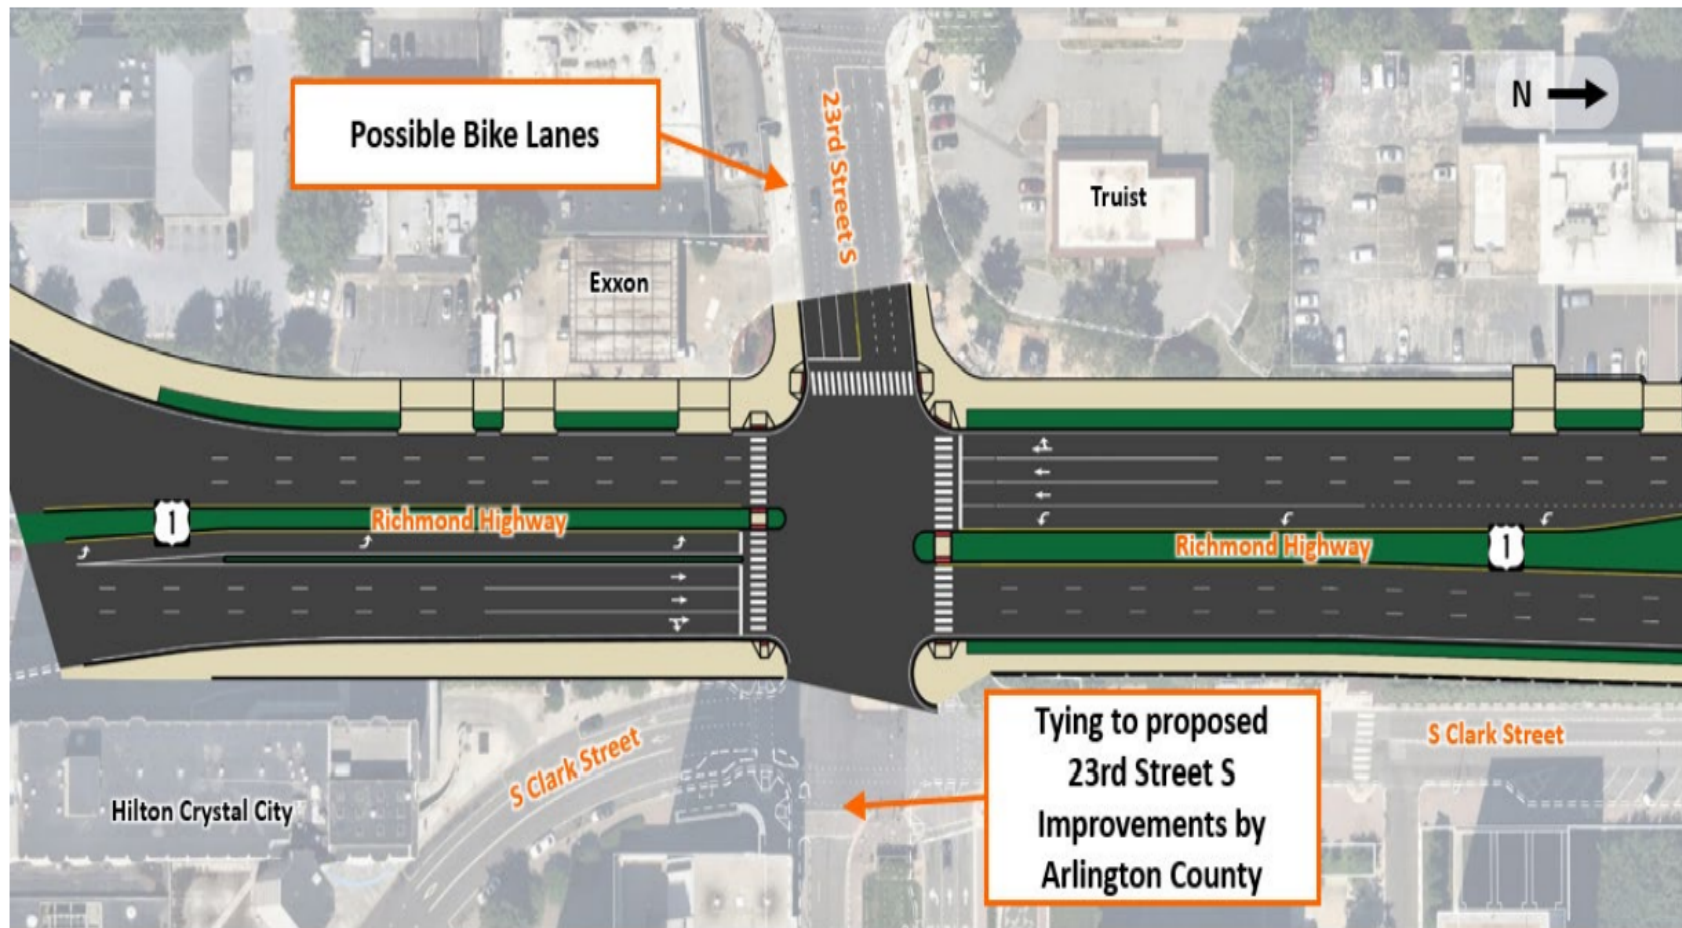 N
Possible Bike Lanes
23rd Street S
Truist
Exxon
1
Richmond Highway
Richmond Highway
1
Tying to proposed
23rd Street S
Improvements by
Arlington County
S Clark Street
S Clark Street
Hilton Crystal City